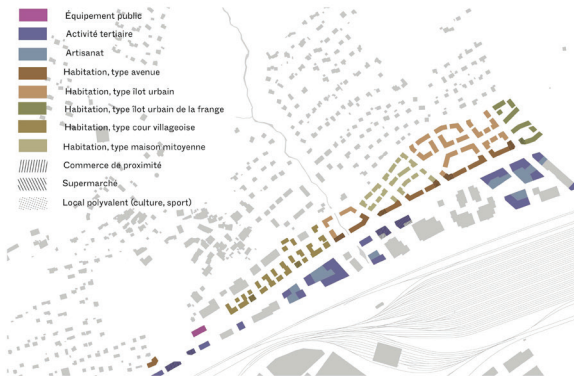 Équipement public
Activité tertiaire
Artisanat
Habitation, type avenue
Habitation, type îlot urbain
Habitation, type îlot urbain de la frange
Habitation, type cour villageoise
Habitation, type maison mitoyenne
Commerce de proximité
Supermarché
Local polyvalent (culture, sport)